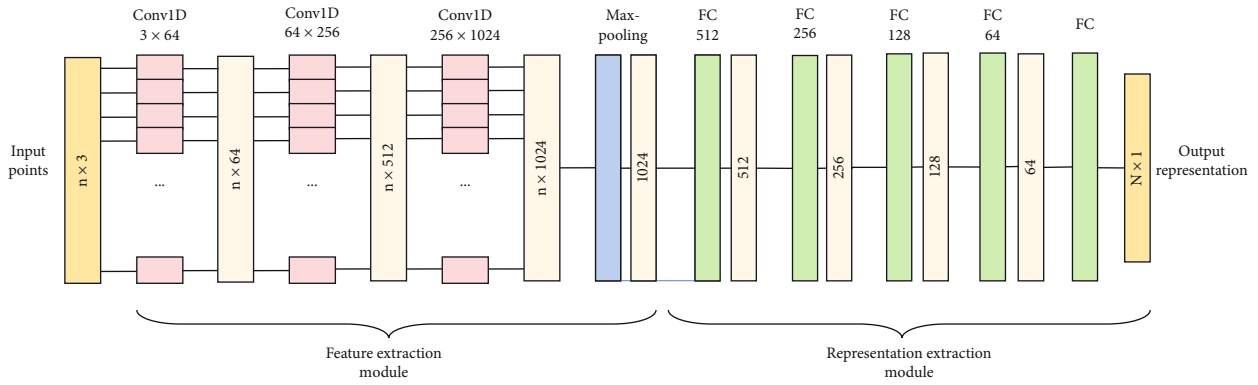 Conv1D
3 × 64
Conv1D
64 × 256
Conv1D
256 × 1024
Max-
pooling
FC
512
FC
256
FC
128
FC
64
FC
Input
points
n × 3
...
n × 64
...
n × 512
...
n × 1024
1024
512
256
128
64
N × 1
Output
representation
Feature extraction
module
Representation extraction
module